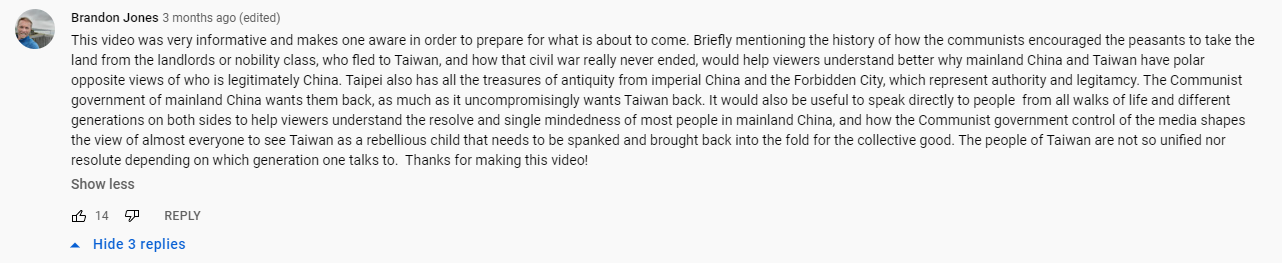 Brandon Jones 3 months ago (edited)
This video was very informative and makes one aware in order to prepare for what is about to come. Briefly mentioning the history of how the communists encouraged the peasants to take the
land from the landlords or nobility class, who fled to Taiwan, and how that civil war really never ended, would help viewers understand better why mainland China and Taiwan have polar
opposite views of who is legitimately China. Taipei also has all the treasures of antiquity from imperial China and the Forbidden City, which represent authority and legitamcy. The Communist
government of mainland China wants them back, as much as it uncompromisingly wants Taiwan back. It would also be useful to speak directly to people  from all walks of life and different
generations on both sides to help viewers understand the resolve and single mindedness of most people in mainland China, and how the Communist government control of the media shapes
the view of almost everyone to see Taiwan as a rebellious child that needs to be spanked and brought back into the fold for the collective good. The people of Taiwan are not so unified nor
resolute depending on which generation one talks to.  Thanks for making this video!
Show less
14 REPLY
Hide 3 replies